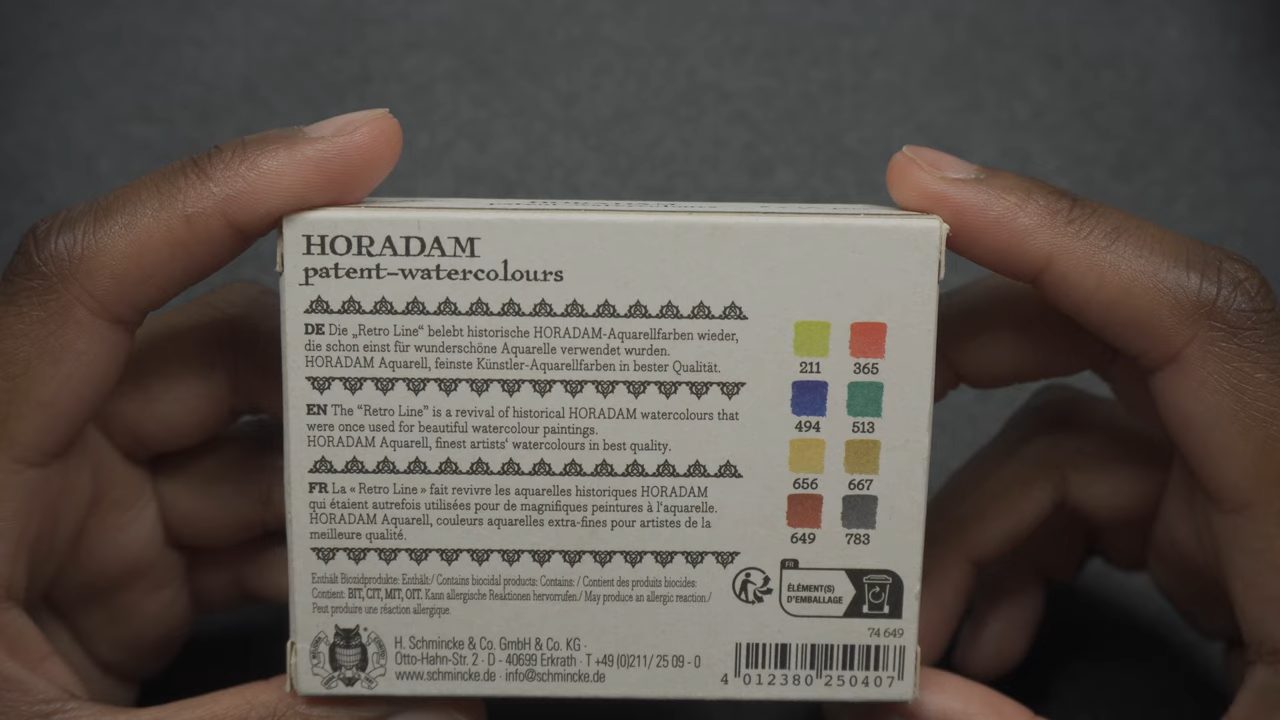 HORADAM
patent-watercolours
DE Die „Retro Line“ belebt historische HORADAM-Aquarellfarben wieder,
die schon einst für wunderschöne Aquarelle verwendet wurden.
HORADAM Aquarell, feinste Künstler-Aquarellfarben in bester Qualität.
EN The “Retro Line” is a revival of historical HORADAM watercolours that
were once used for beautiful watercolour paintings.
HORADAM Aquarell, finest artists‘ watercolours in best quality.
FR La « Retro Line » fait revivre les aquarelles historiques HORADAM
qui étaient autrefois utilisées pour de magnifiques peintures à l‘aquarelle.
HORADAM Aquarell, couleurs aquarelles extra-fines pour artistes de la
meilleure qualité.
211 365
494 513
656 667
649 783
Enthält Biozidprodukte: Enthält:/ Contains biocidal products: Contains: / Contient des produits biocides:
Contient: BIT, CIT, MIT, OIT. Kann allergische Reaktionen hervorrufen./ May produce an allergic reaction./
Peut produire une réaction allergique.
FR
ÉLÉMENT(S)
D'EMBALLAGE
H. Schmincke & Co. GmbH & Co. KG ·
Otto-Hahn-Str. 2 · D - 40699 Erkrath · T +49 (0)211/ 25 09 - 0
www.schmincke.de · info@schmincke.de
74 649
4 012380 250407